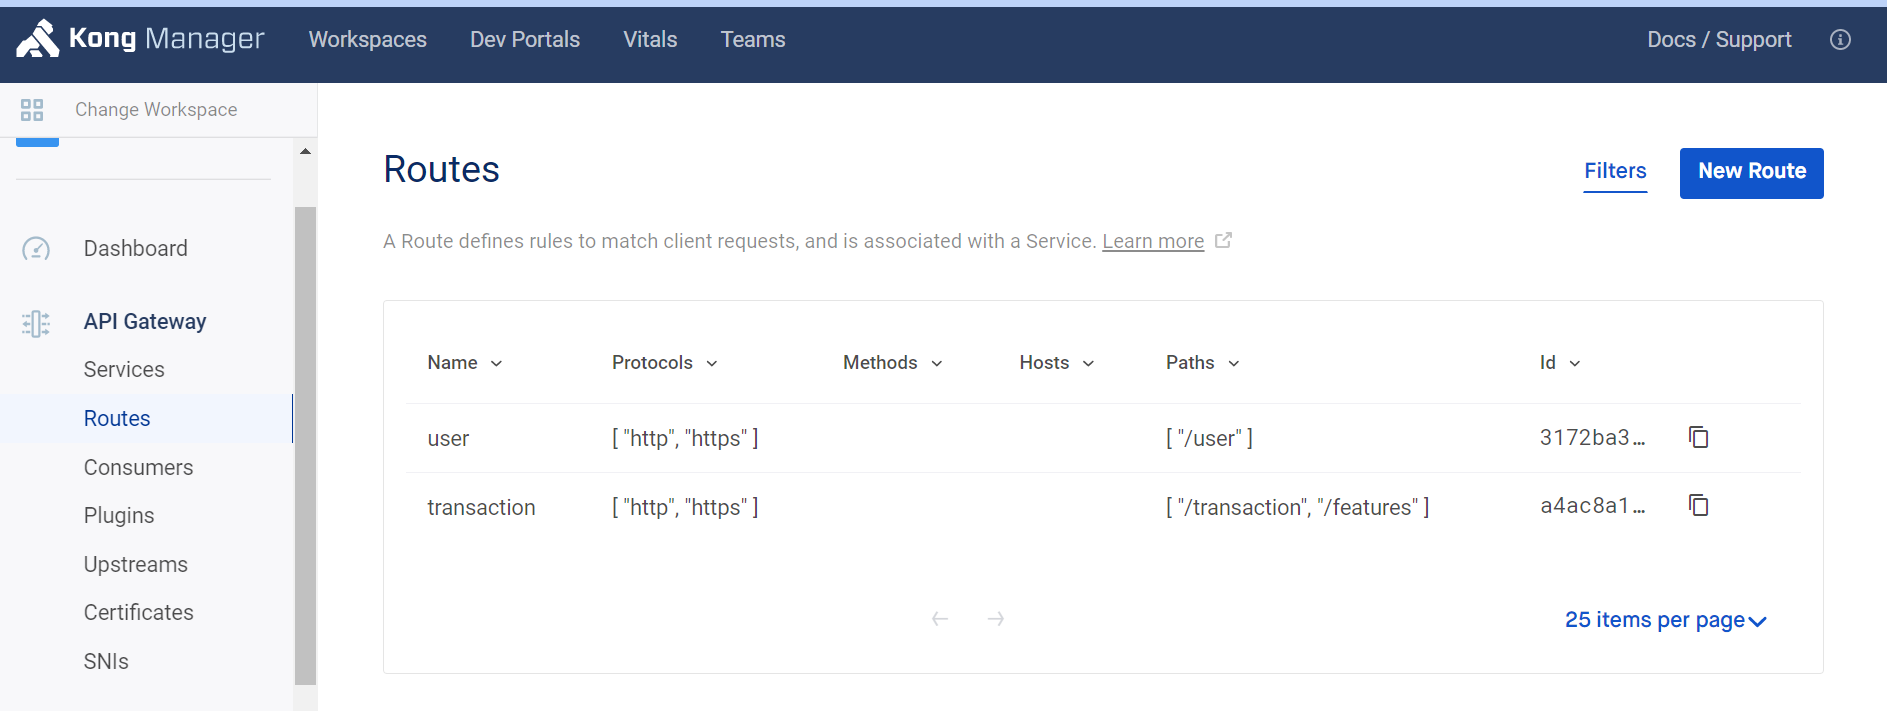 Kong Manager Workspaces Dev Portals Vitals Teams Docs / Support
Change Workspace
Routes Filters New Route
A Route defines rules to match client requests, and is associated with a Service. Learn more
Dashboard
API Gateway
Services
Routes
Consumers
Plugins
Upstreams
Certificates
SNIs
Name Protocols Methods Hosts Paths Id
user [ "http", "https" ] [ "/user" ] 3172ba3...
transaction [ "http", "https" ] [ "/transaction", "/features" ] a4ac8a1...
25 items per page